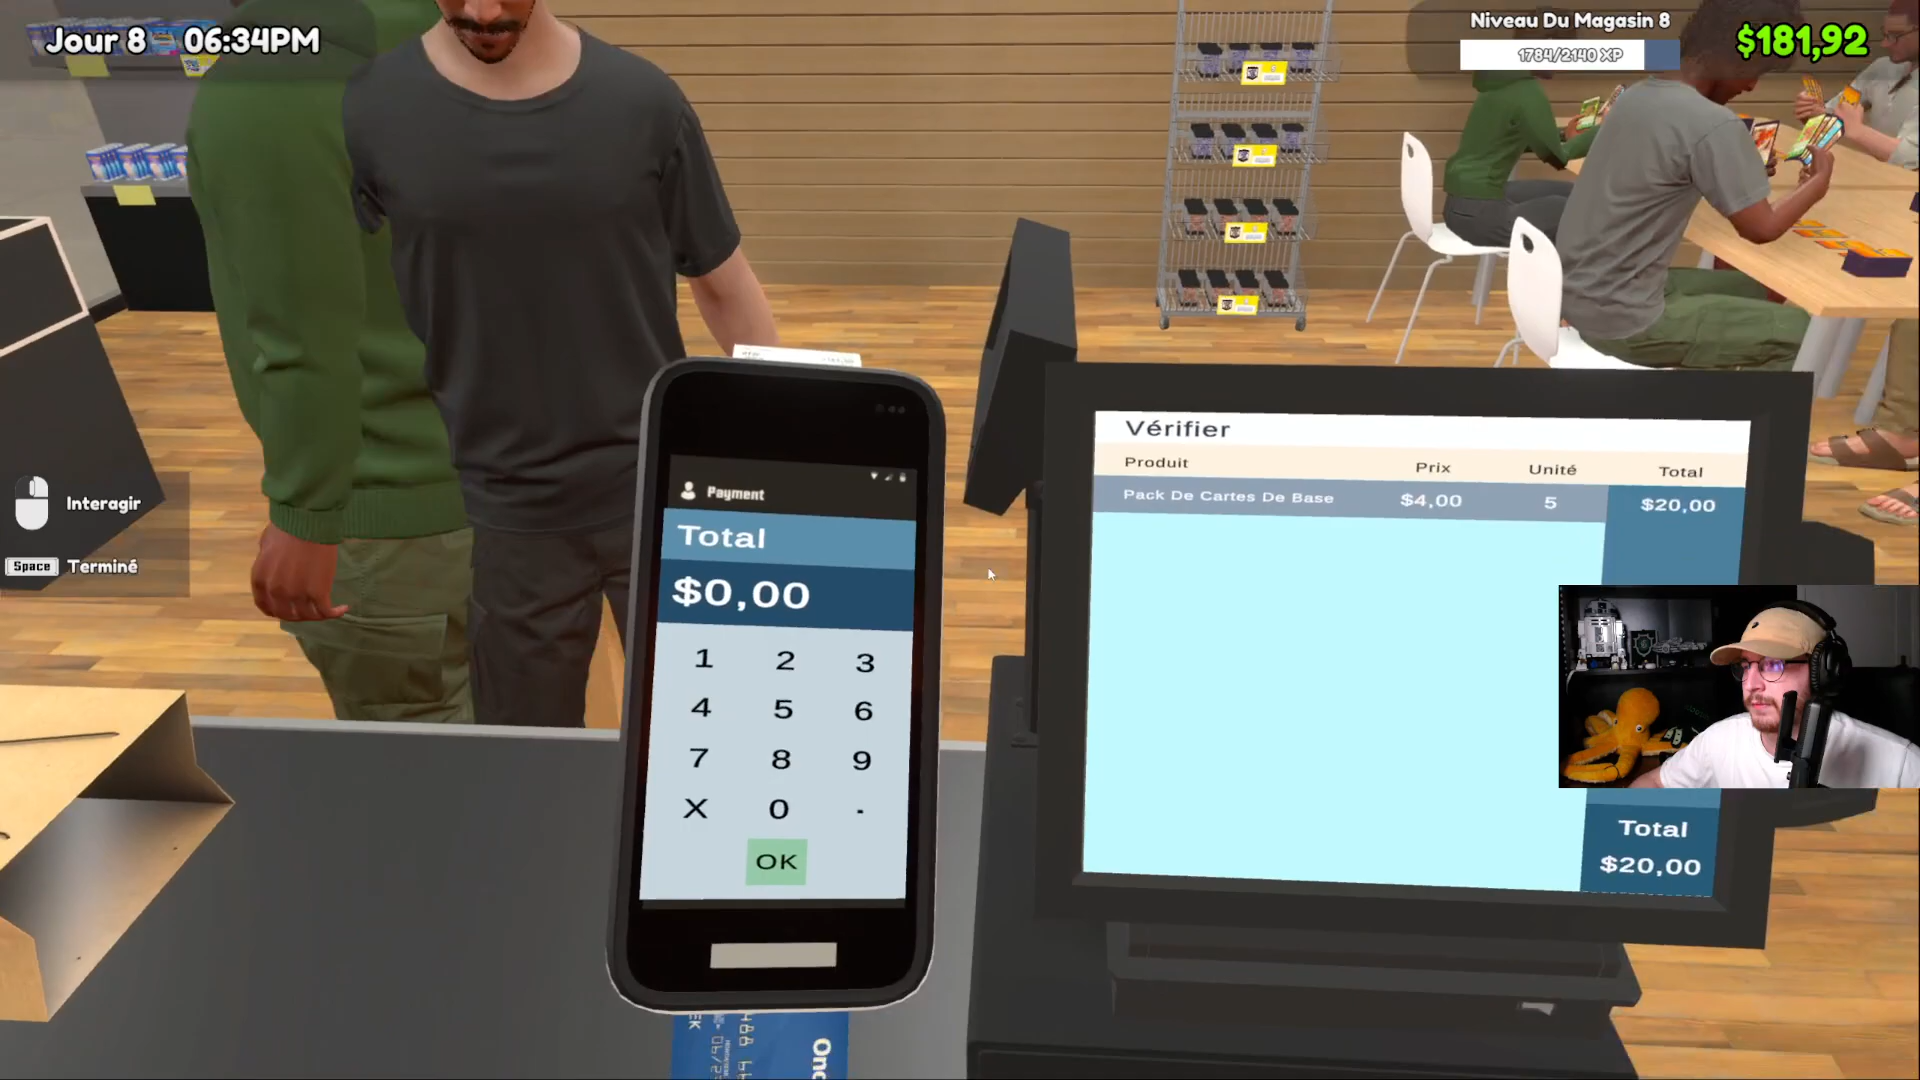 Jour 8 06:34PM
Niveau Du Magasin 8
1784/2140 XP
$181,92
Interagir
Space Terminé
Payment
Total
$0,00
1 2 3
4 5 6
7 8 9
X 0 .
OK
Vérifier
Produit Prix Unité Total
Pack De Cartes De Base $4,00 5 $20,00
Total
$20,00